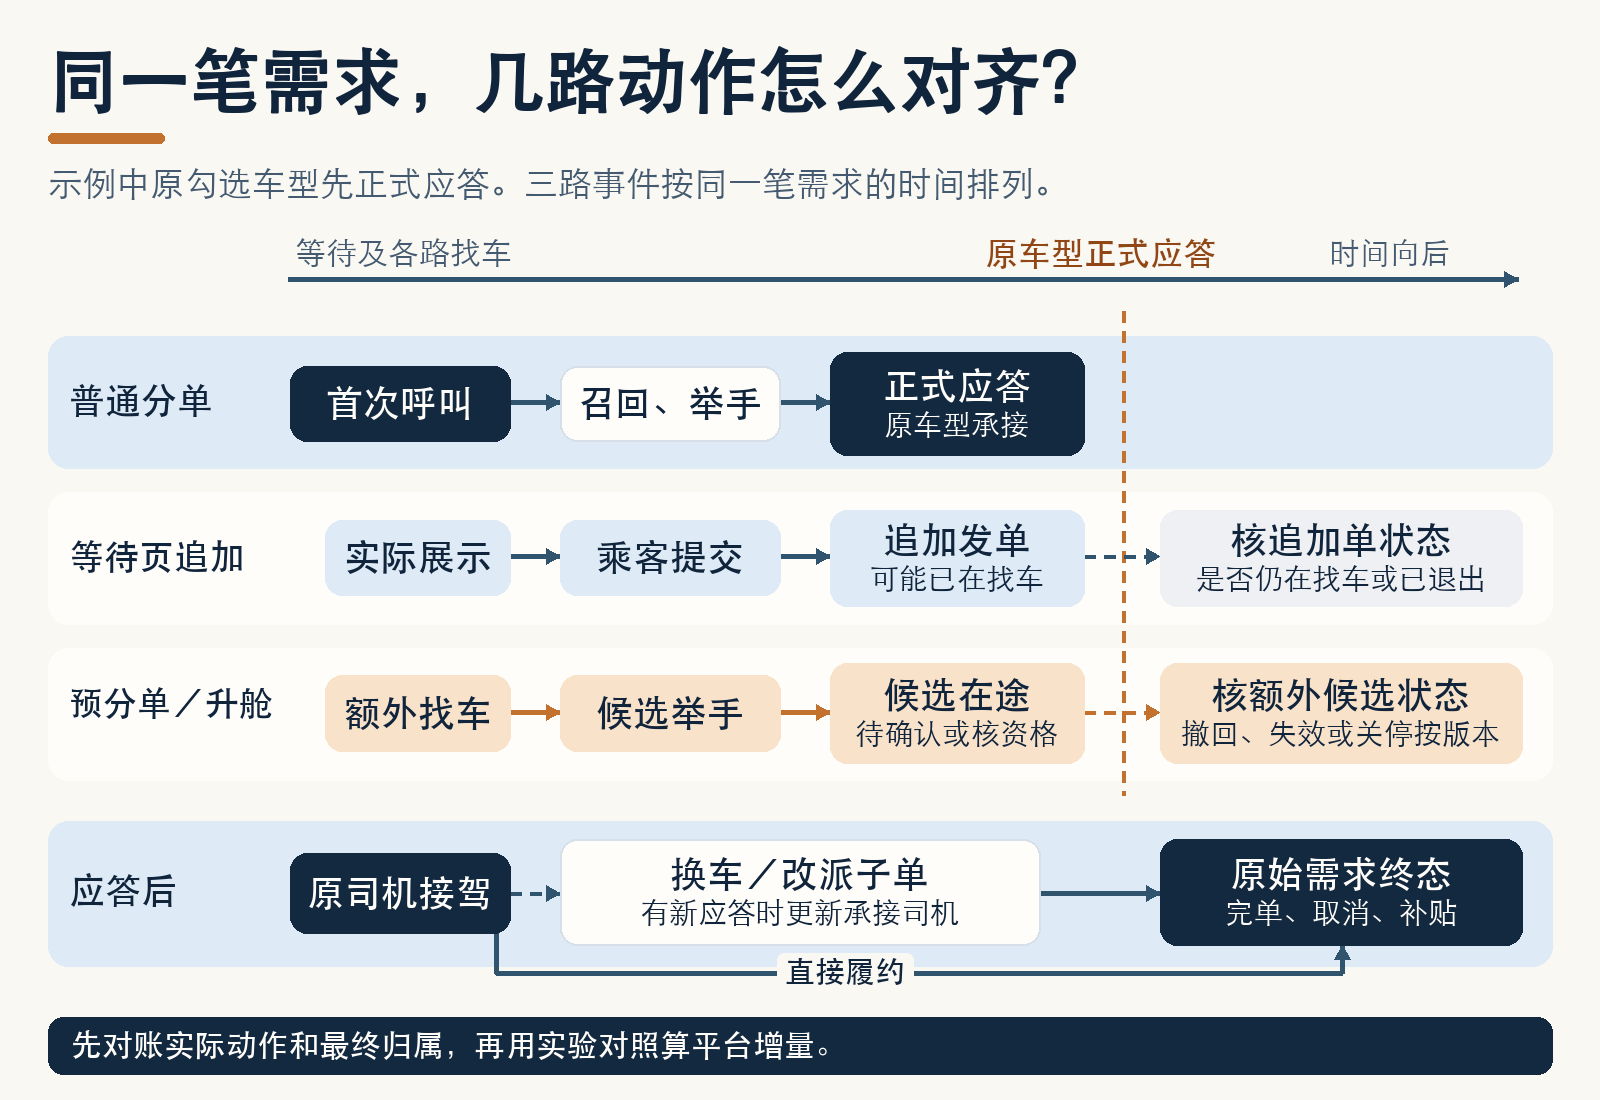 同一笔需求，几路动作怎么对齐？
示例中原勾选车型先正式应答。三路事件按同一笔需求的时间排列。
等待及各路找车
原车型正式应答
时间向后
普通分单
首次呼叫
召回、举手
正式应答
原车型承接
等待页追加
实际展示
乘客提交
追加发单
可能已在找车
核追加单状态
是否仍在找车或已退出
预分单／升舱
额外找车
候选举手
候选在途
待确认或核资格
核额外候选状态
撤回、失效或关停按版本
应答后
原司机接驾
换车／改派子单
有新应答时更新承接司机
原始需求终态
完单、取消、补贴
直接履约
先对账实际动作和最终归属，再用实验对照算平台增量。